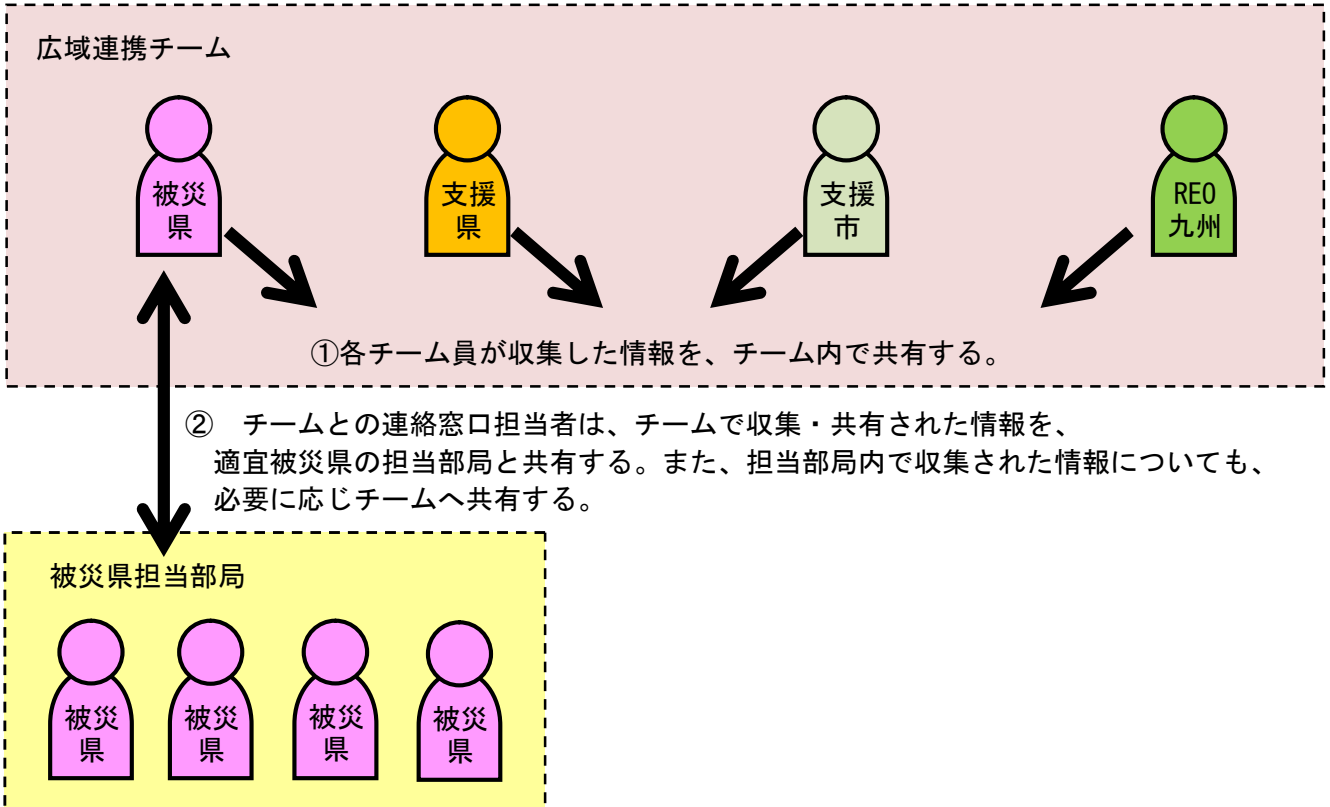 広域連携チーム
被災
県
支援
県
支援
市
REO
九州
①各チーム員が収集した情報を、チーム内で共有する。
②　チームとの連絡窓口担当者は、チームで収集・共有された情報を、
適宜被災県の担当部局と共有する。また、担当部局内で収集された情報についても、
必要に応じチームへ共有する。
被災県担当部局
被災
県
被災
県
被災
県
被災
県